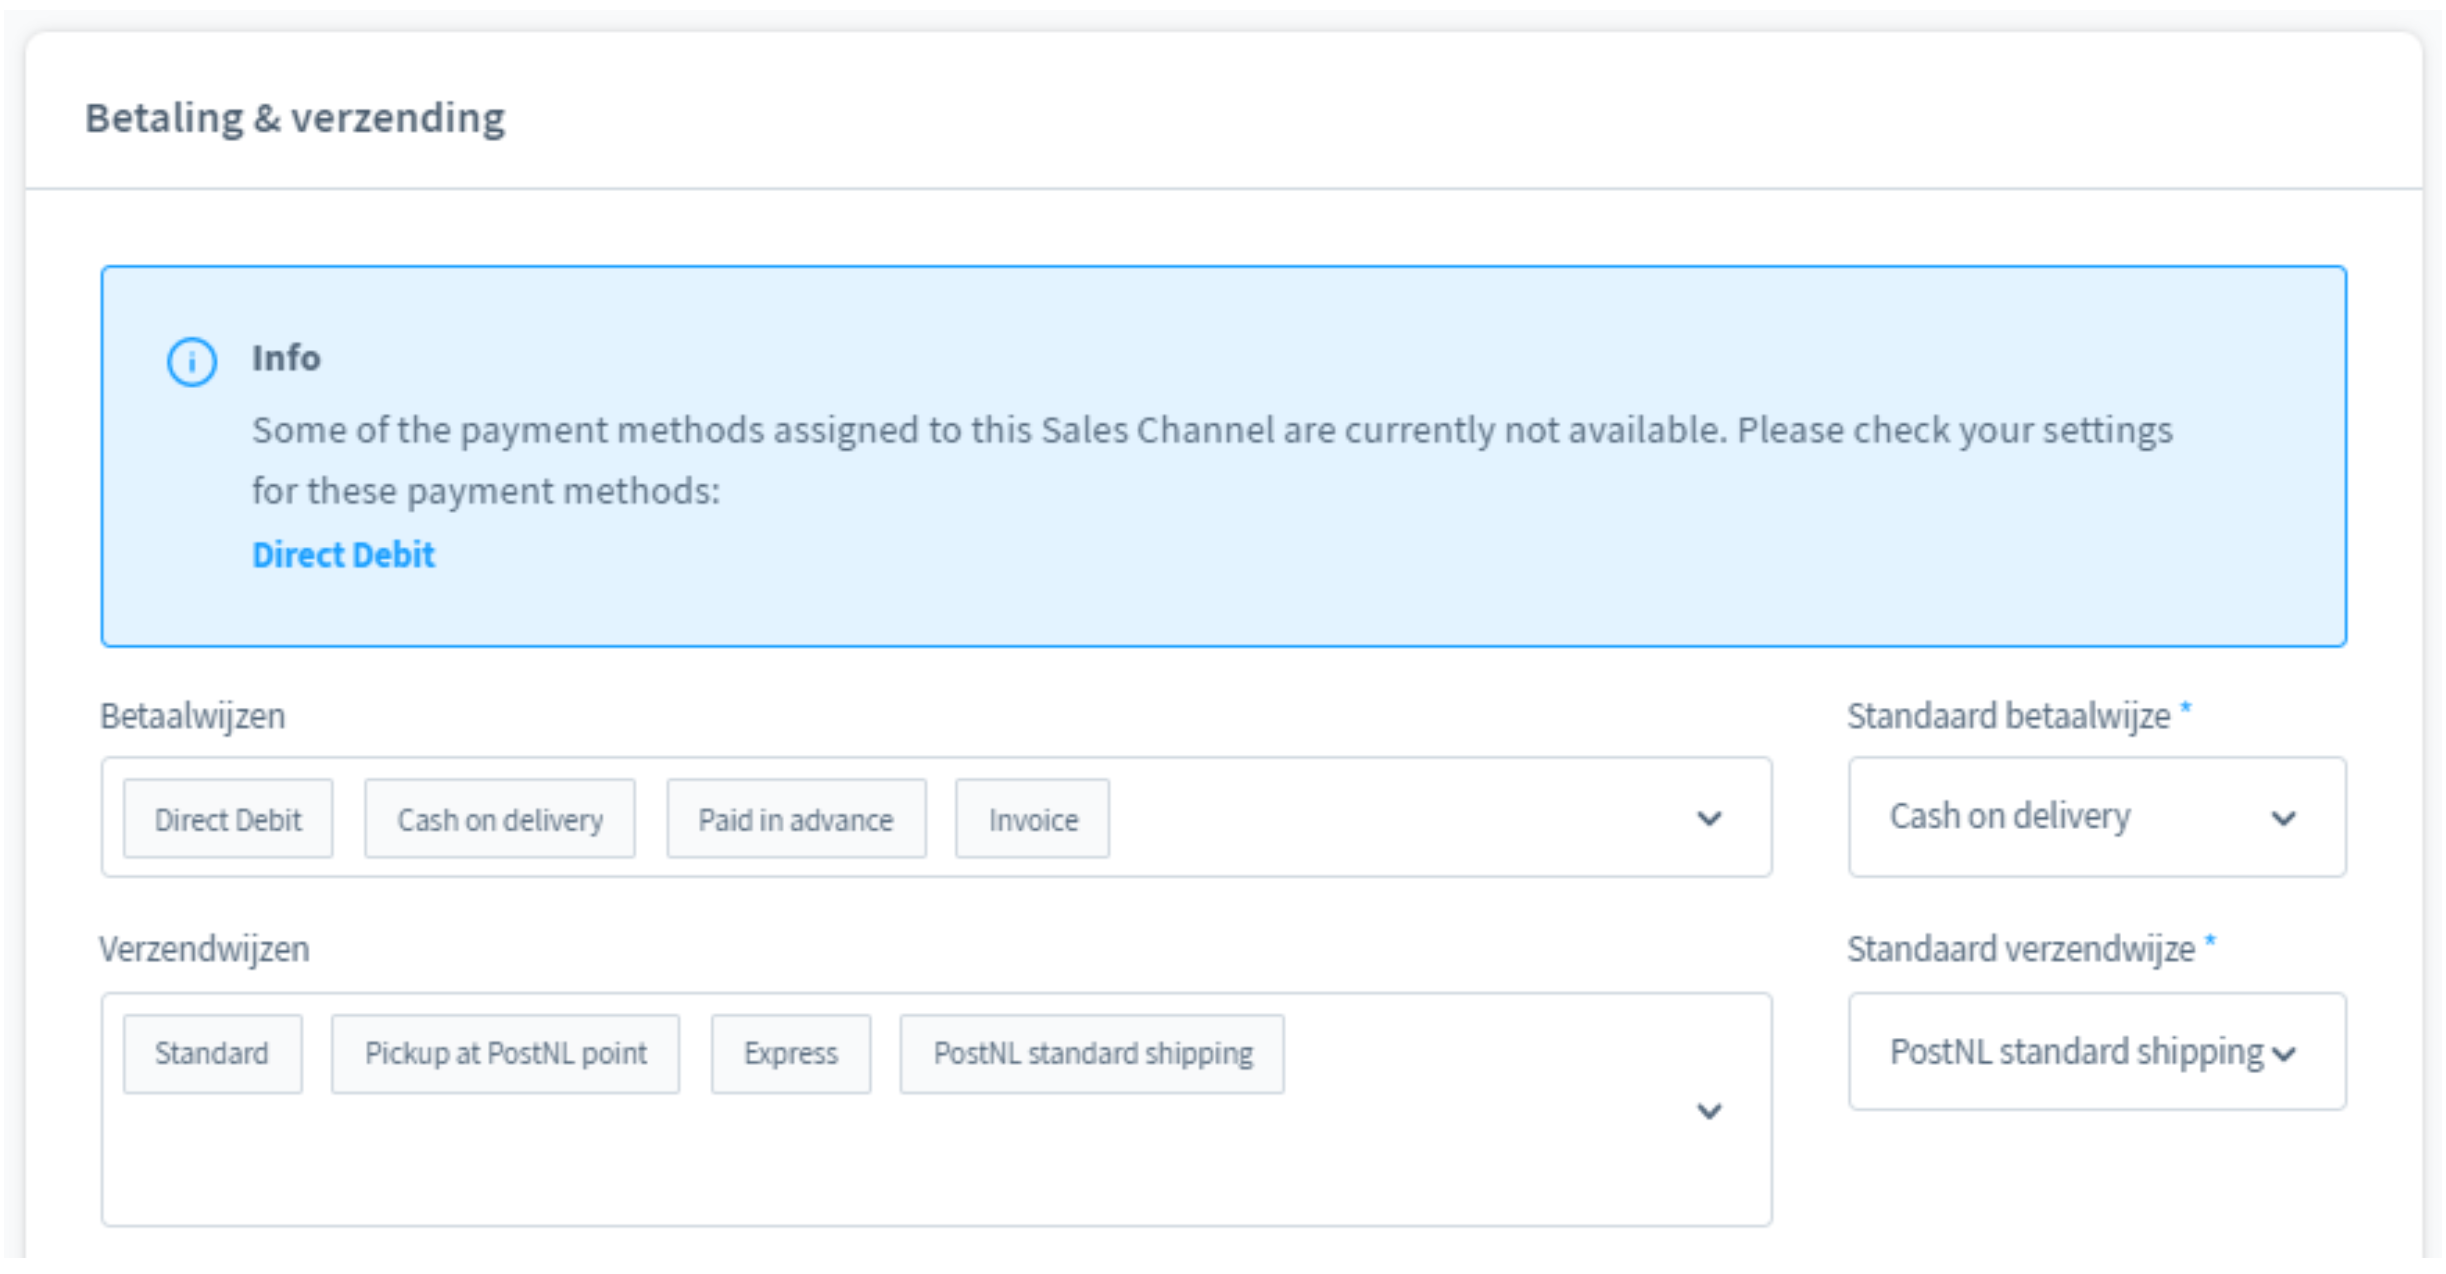 Betaling & verzending
Info
Some of the payment methods assigned to this Sales Channel are currently not available. Please check your settings
for these payment methods:
Direct Debit
Betaalwijzen
Standaard betaalwijze *
Direct Debit Cash on delivery Paid in advance Invoice
Cash on delivery
Verzendwijzen
Standaard verzendwijze *
Standard Pickup at PostNL point Express PostNL standard shipping
PostNL standard shipping